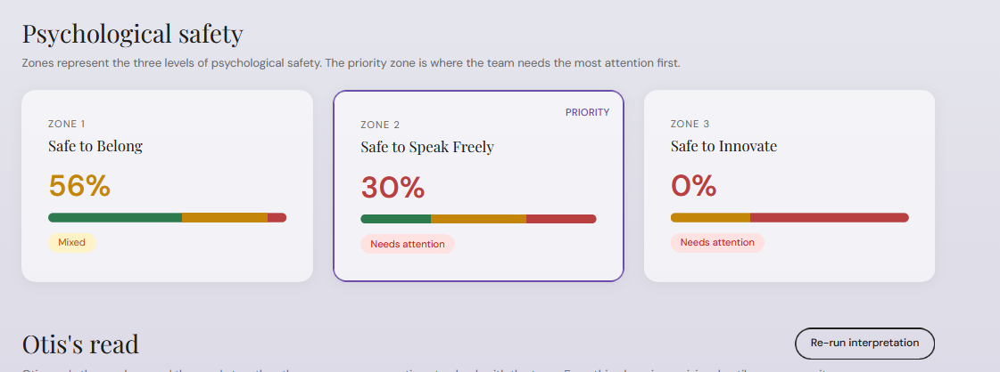 Psychological safety
Zones represent the three levels of psychological safety. The priority zone is where the team needs the most attention first.
ZONE 1
Safe to Belong
56%
Mixed
PRIORITY
ZONE 2
Safe to Speak Freely
30%
Needs attention
ZONE 3
Safe to Innovate
0%
Needs attention
Otis's read
Re-run interpretation